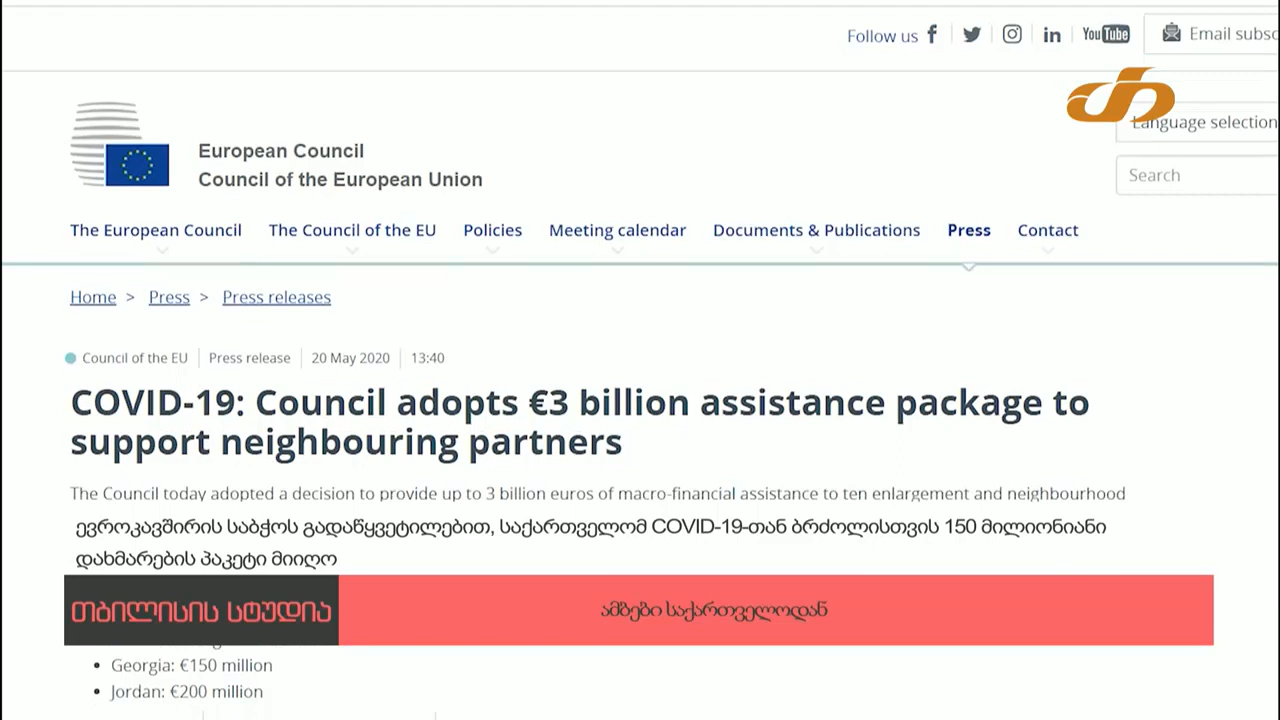 Follow us
You Tube
Email subsc
Language selection
European Council
Council of the European Union
Search
The European Council The Council of the EU Policies Meeting calendar Documents & Publications Press Contact
Home > Press > Press releases
Council of the EU Press release 20 May 2020 13:40
COVID-19: Council adopts €3 billion assistance package to
support neighbouring partners
The Council today adopted a decision to provide up to 3 billion euros of macro-financial assistance to ten enlargement and neighbourhood
ევროკავშირის საბჭოს გადაწყვეტილებით, საქართველომ COVID-19-თან ბრძოლისთვის 150 მილიონიანი
დახმარების პაკეტი მიიღო
თბილისის სტუდია
ამბები საქართველოდან
Georgia: €150 million
Jordan: €200 million